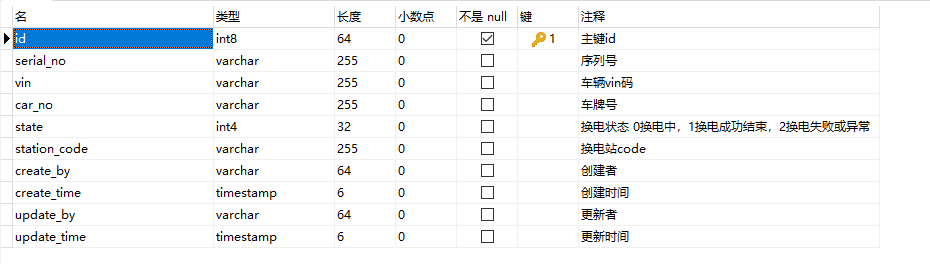 名 类型 长度 小数点 不是 null 键 注释
id int8 64 0 1 主键id
serial_no varchar 255 0 序列号
vin varchar 255 0 车辆vin码
car_no varchar 255 0 车牌号
state int4 32 0 换电状态 0换电中，1换电成功结束，2换电失败或异常
station_code varchar 255 0 换电站code
create_by varchar 64 0 创建者
create_time timestamp 6 0 创建时间
update_by varchar 64 0 更新者
update_time timestamp 6 0 更新时间